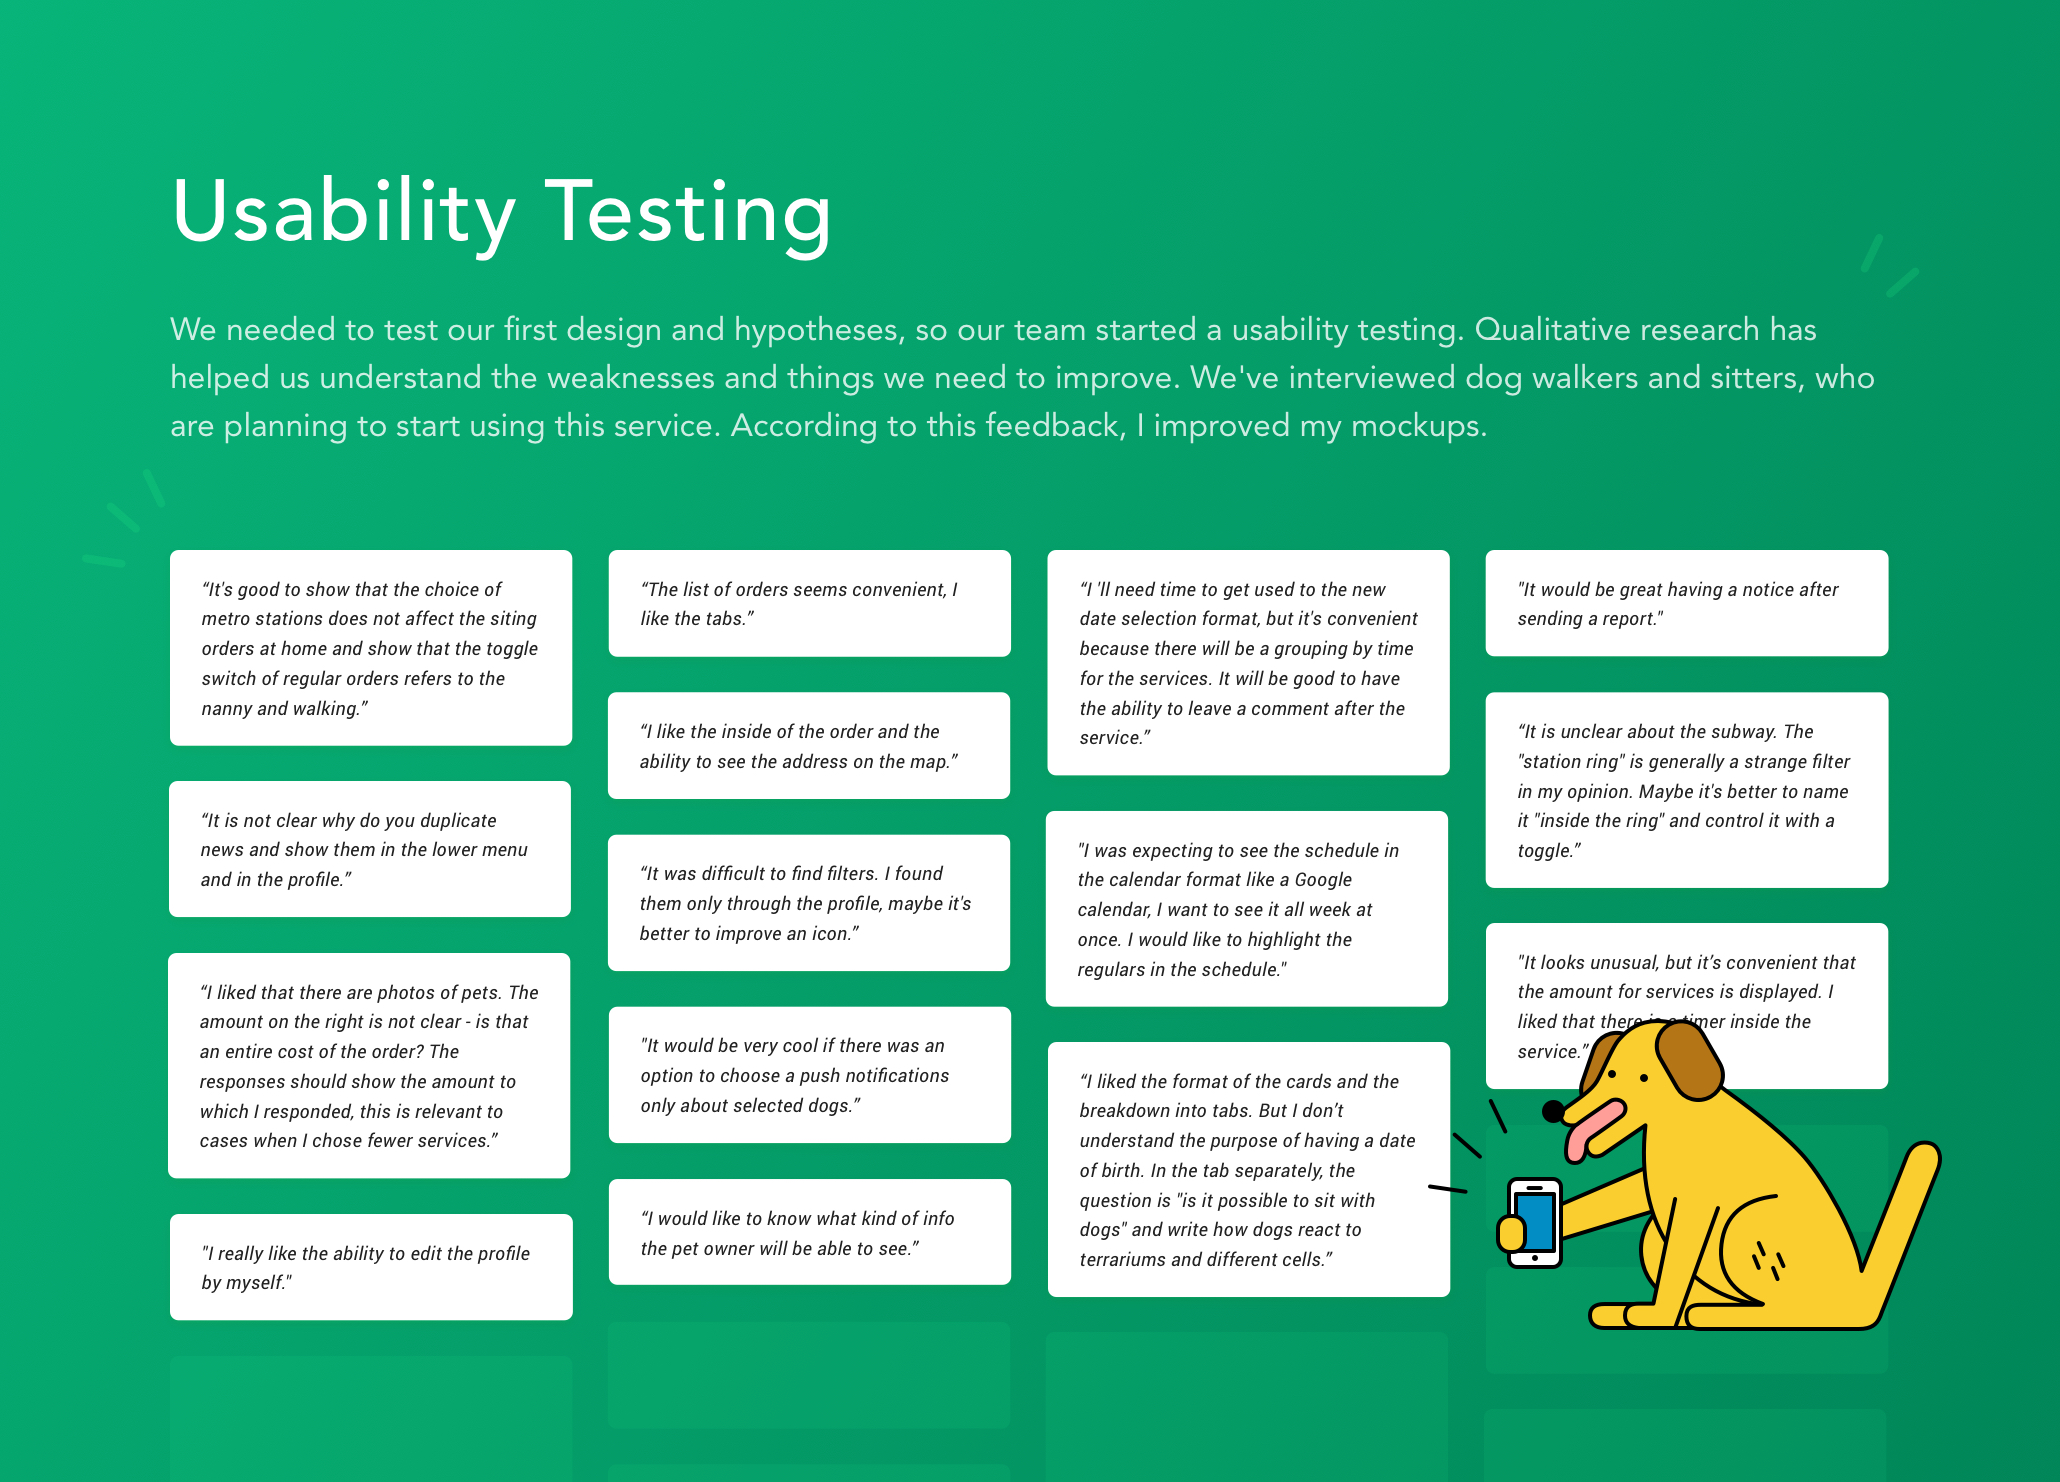 Usability Testing
We needed to test our first design and hypotheses, so our team started a usability testing. Qualitative research has
helped us understand the weaknesses and things we need to improve. We've interviewed dog walkers and sitters, who
are planning to start using this service. According to this feedback, I improved my mockups.
“It's good to show that the choice of
metro stations does not affect the siting
orders at home and show that the toggle
switch of regular orders refers to the
nanny and walking.”
“It is not clear why do you duplicate
news and show them in the lower menu
and in the profile.”
“I liked that there are photos of pets. The
amount on the right is not clear - is that
an entire cost of the order? The
responses should show the amount to
which I responded, this is relevant to
cases when I chose fewer services.”
"I really like the ability to edit the profile
by myself."
“The list of orders seems convenient, I
like the tabs.”
“I like the inside of the order and the
ability to see the address on the map.”
“It was difficult to find filters. I found
them only through the profile, maybe it's
better to improve an icon.”
"It would be very cool if there was an
option to choose a push notifications
only about selected dogs.”
“I would like to know what kind of info
the pet owner will be able to see.”
“I 'll need time to get used to the new
date selection format, but it's convenient
because there will be a grouping by time
for the services. It will be good to have
the ability to leave a comment after the
service.”
"I was expecting to see the schedule in
the calendar format like a Google
calendar, I want to see it all week at
once. I would like to highlight the
regulars in the schedule."
“I liked the format of the cards and the
breakdown into tabs. But I don’t
understand the purpose of having a date
of birth. In the tab separately, the
question is "is it possible to sit with
dogs" and write how dogs react to
terrariums and different cells.”
"It would be great having a notice after
sending a report."
“It is unclear about the subway. The
"station ring" is generally a strange filter
in my opinion. Maybe it's better to name
it "inside the ring" and control it with a
toggle.”
"It looks unusual, but it’s convenient that
the amount for services is displayed. I
liked that there is a timer inside the
service.”